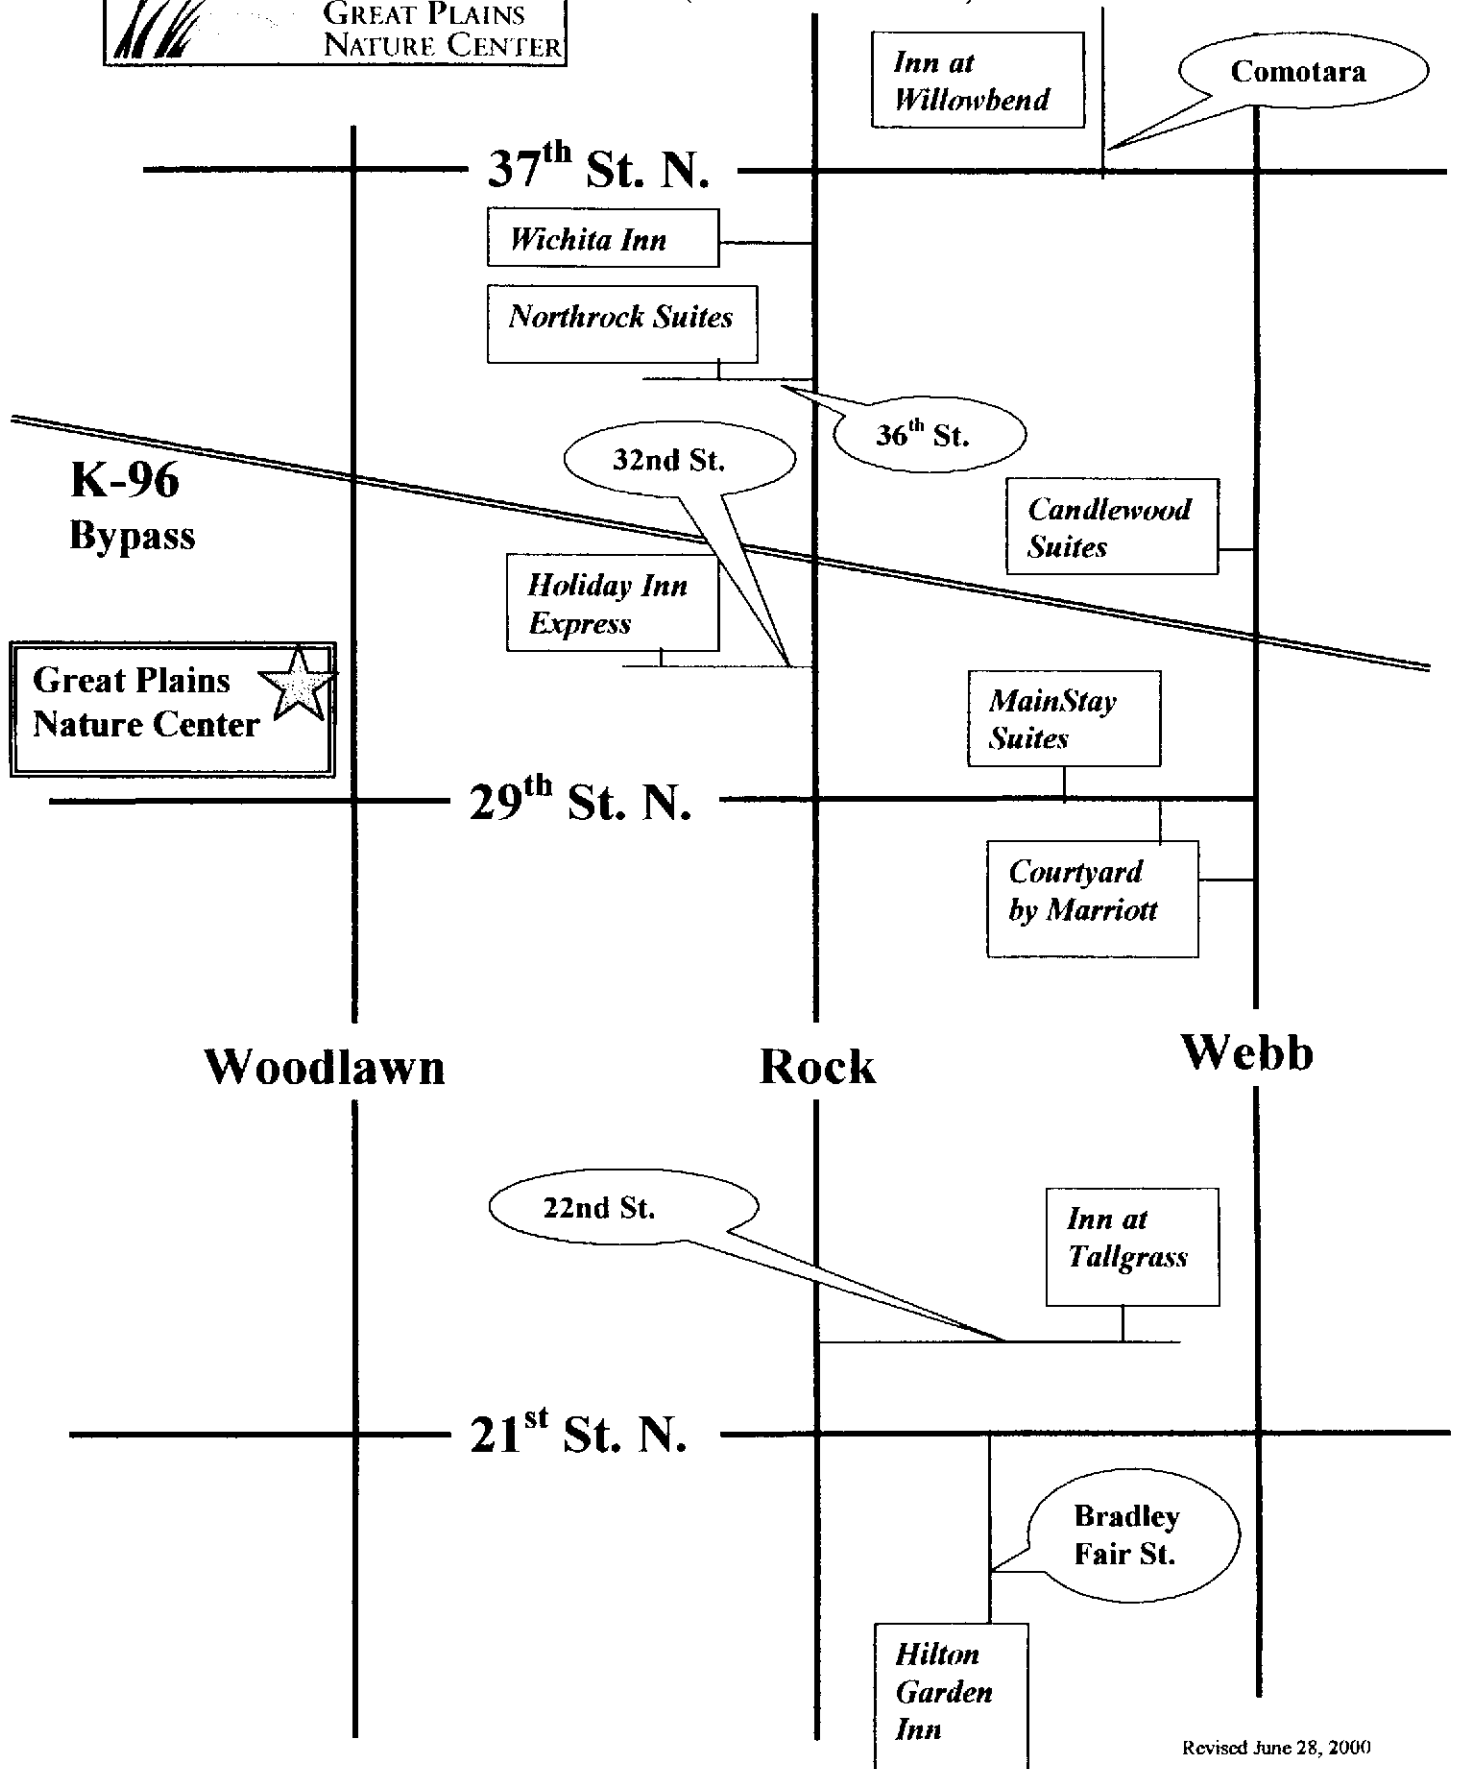 GREAT PLAINS
NATURE CENTER
Inn at
Willowbend
Comotara
37th St. N.
Wichita Inn
Northrock Suites
36th St.
32nd St.
K-96
Bypass
Candlewood
Suites
Holiday Inn
Express
Great Plains
Nature Center
MainStay
Suites
29th St. N.
Courtyard
by Marriott
Woodlawn
Rock
Webb
22nd St.
Inn at
Tallgrass
21st St. N.
Bradley
Fair St.
Hilton
Garden
Inn
Revised June 28, 2000